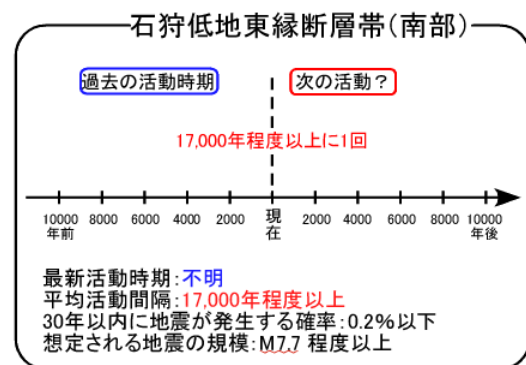 石狩低地東縁断層帯(南部)
過去の活動時期 次の活動?
17,000年程度以上に1回
10000 8000 6000 4000 2000 現在 2000 4000 6000 8000 10000
年前 年後
最新活動時期:不明
平均活動間隔:17,000年程度以上
30年以内に地震が発生する確率:0.2%以下
想定される地震の規模:M7.7 程度以上